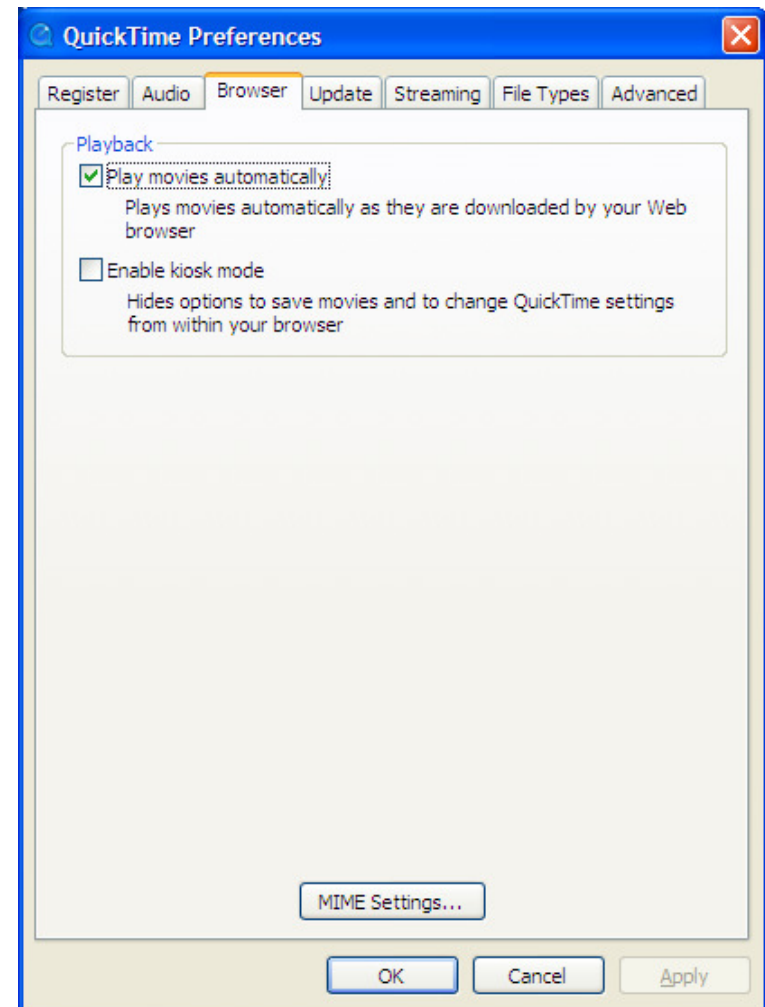 QuickTime Preferences
Register Audio Browser Update Streaming File Types Advanced
Playback
Play movies automatically
Plays movies automatically as they are downloaded by your Web
browser
Enable kiosk mode
Hides options to save movies and to change QuickTime settings
from within your browser
MIME Settings...
OK Cancel Apply